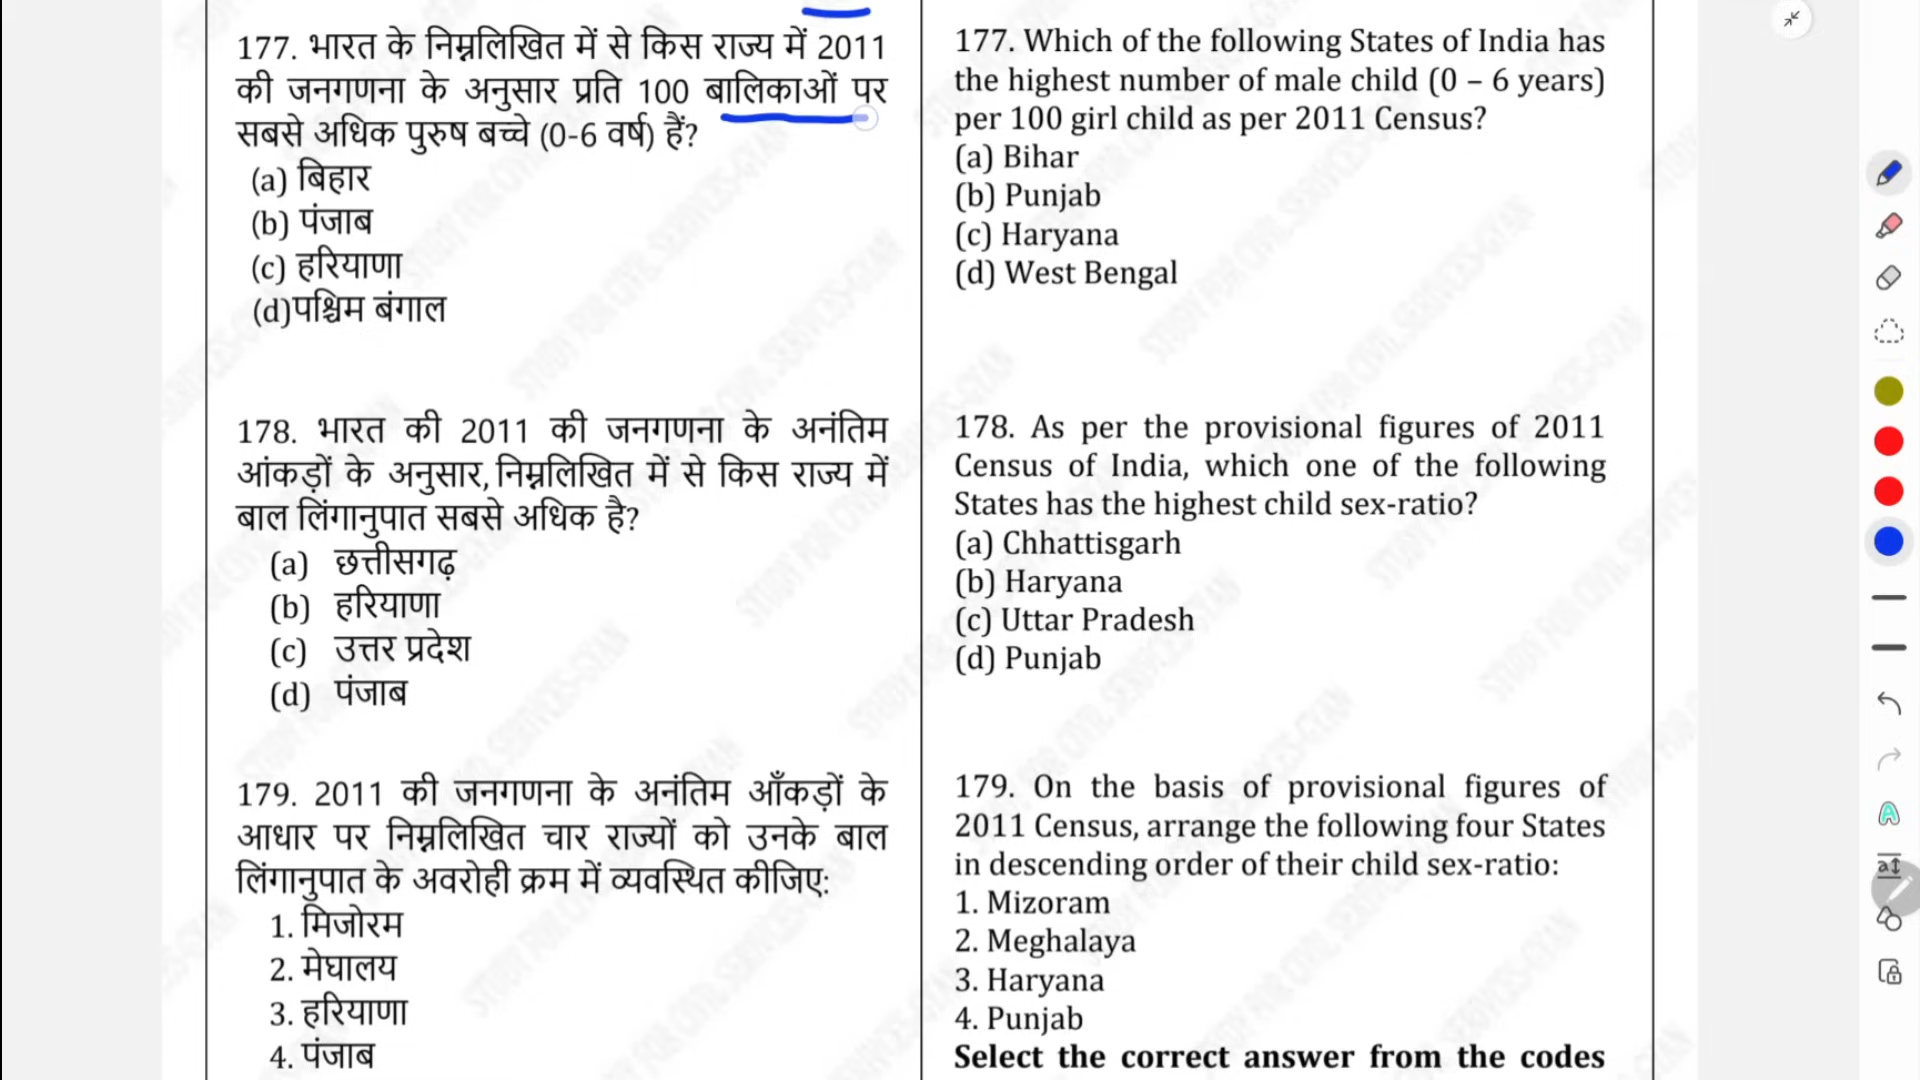 177. भारत के निम्नलिखित में से किस राज्य में 2011
की जनगणना के अनुसार प्रति 100 बालिकाओं पर
सबसे अधिक पुरुष बच्चे (0-6 वर्ष) हैं?
(a) बिहार
(b) पंजाब
(c) हरियाणा
(d)पश्चिम बंगाल
178. भारत की 2011 की जनगणना के अनंतिम
आंकड़ों के अनुसार, निम्नलिखित में से किस राज्य में
बाल लिंगानुपात सबसे अधिक है?
(a) छत्तीसगढ़
(b) हरियाणा
(c) उत्तर प्रदेश
(d) पंजाब
179. 2011 की जनगणना के अनंतिम आँकड़ों के
आधार पर निम्नलिखित चार राज्यों को उनके बाल
लिंगानुपात के अवरोही क्रम में व्यवस्थित कीजिए:
1. मिजोरम
2. मेघालय
3. हरियाणा
4. पंजाब
177. Which of the following States of India has
the highest number of male child (0 – 6 years)
per 100 girl child as per 2011 Census?
(a) Bihar
(b) Punjab
(c) Haryana
(d) West Bengal
178. As per the provisional figures of 2011
Census of India, which one of the following
States has the highest child sex-ratio?
(a) Chhattisgarh
(b) Haryana
(c) Uttar Pradesh
(d) Punjab
179. On the basis of provisional figures of
2011 Census, arrange the following four States
in descending order of their child sex-ratio:
1. Mizoram
2. Meghalaya
3. Haryana
4. Punjab
Select the correct answer from the codes